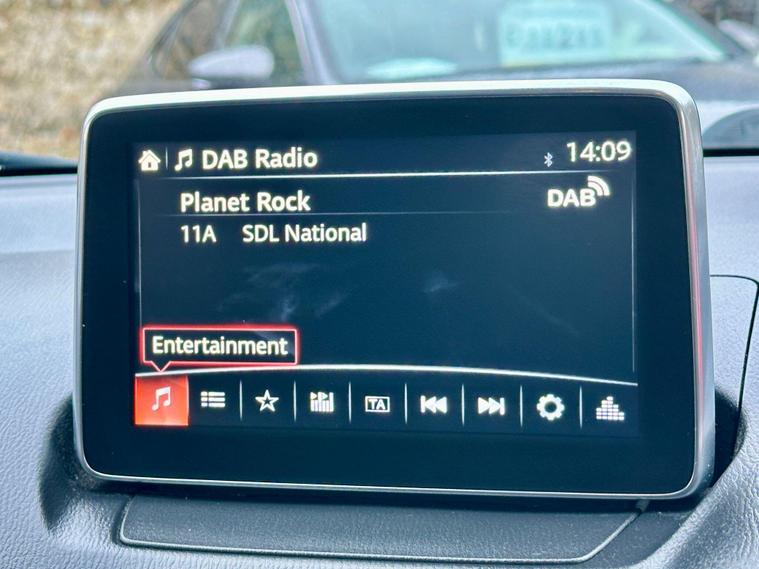 DAB Radio 14:09
Planet Rock DAB
11A SDL National
Entertainment
TA